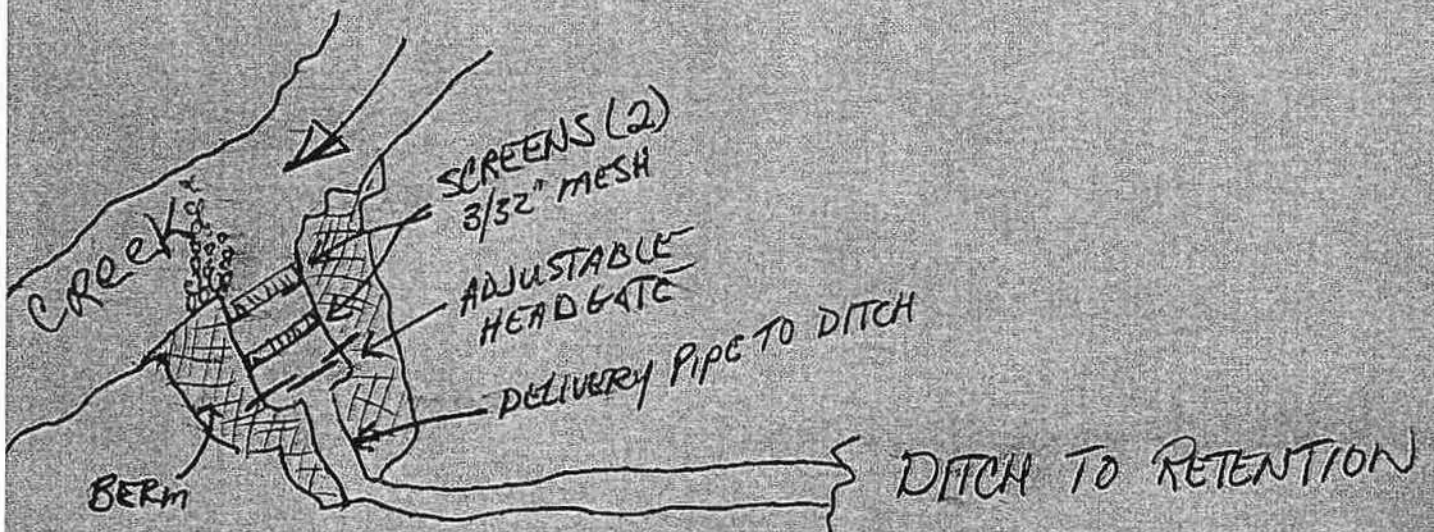 CReeK
SCREENS (2)
3/32" MESH
ADJUSTABLE
HEADGATE
DELIVERY PIPe TO DITCH
BERm
DITCH TO RETENTION